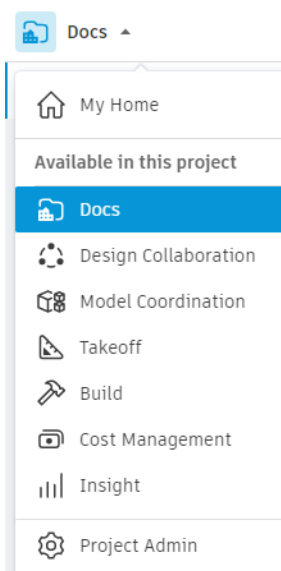 Docs
My Home
Available in this project
Docs
Design Collaboration
Model Coordination
Takeoff
Build
Cost Management
Insight
Project Admin